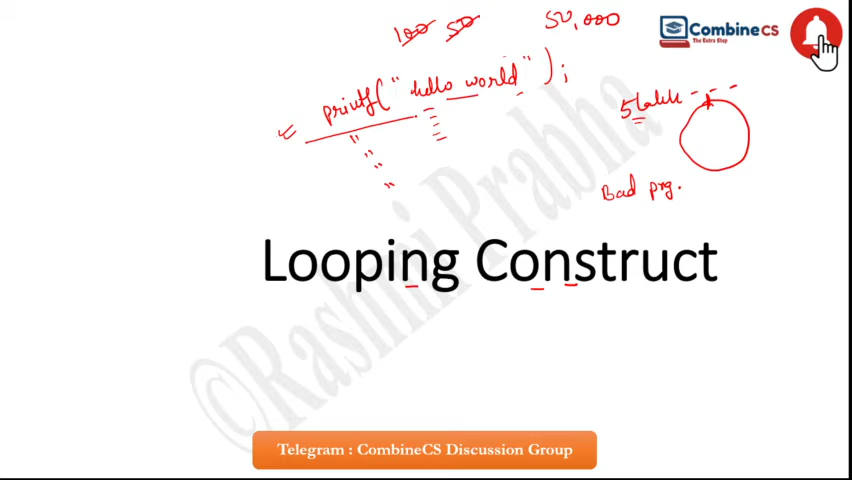 100 50 50,000
CombineCS
The Extra Step
printf(" hello world " );
5 lakh
" 
"
"
"
Bad prg.
Looping Construct
©Rashmi Prabha
Telegram : CombineCS Discussion Group